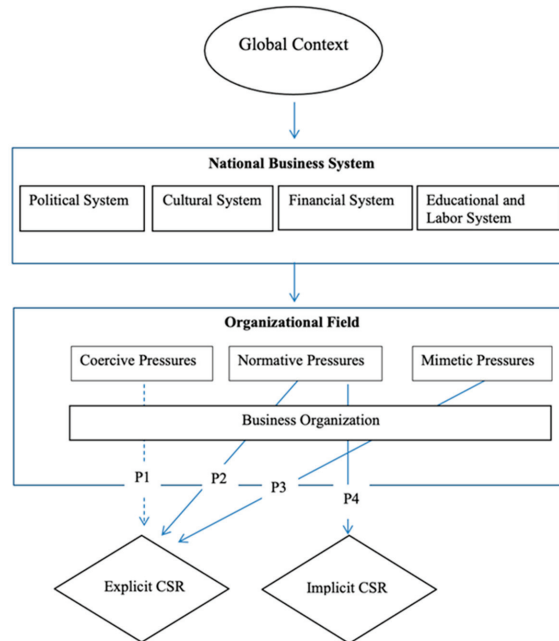 Global Context
National Business System
Political System
Cultural System
Financial System
Educational and
Labor System
Organizational Field
Coercive Pressures
Normative Pressures
Mimetic Pressures
Business Organization
P1
P2
P3
P4
Explicit CSR
Implicit CSR